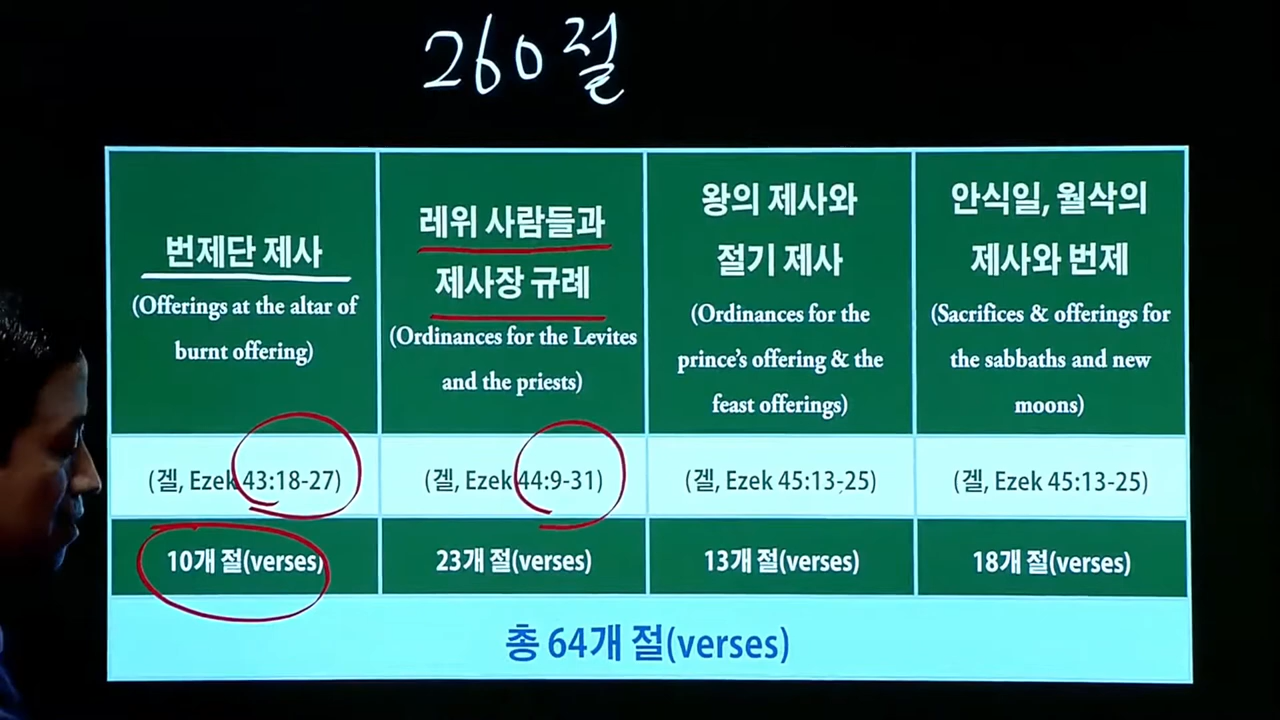 260절
번제단 제사
(Offerings at the altar of
burnt offering)
레위 사람들과
제사장 규례
(Ordinances for the Levites
and the priests)
왕의 제사와
절기 제사
(Ordinances for the
prince's offering & the
feast offerings)
안식일, 월삭의
제사와 번제
(Sacrifices & offerings for
the sabbaths and new
moons)
(겔, Ezek 43:18-27)
(겔, Ezek 44:9-31)
(겔, Ezek 45:13-25)
(겔, Ezek 45:13-25)
10개 절(verses)
23개 절(verses)
13개 절(verses)
18개 절(verses)
총 64개 절(verses)